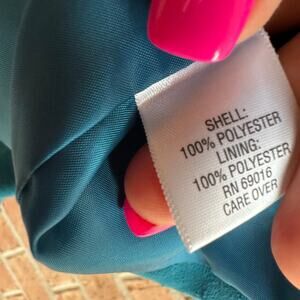 SHELL:
100% POLYESTER
LINING:
100% POLYESTER
RN 69016
CARE OVER